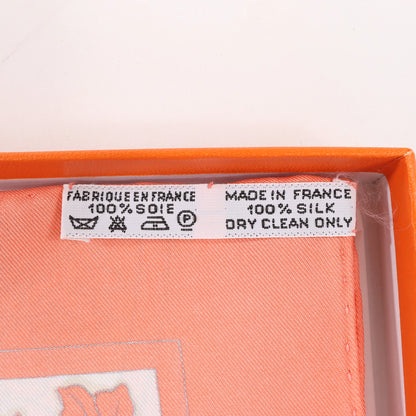 FABRIQUE EN FRANCE
100% SOIE
P
MADE IN FRANCE
100% SILK
DRY CLEAN ONLY